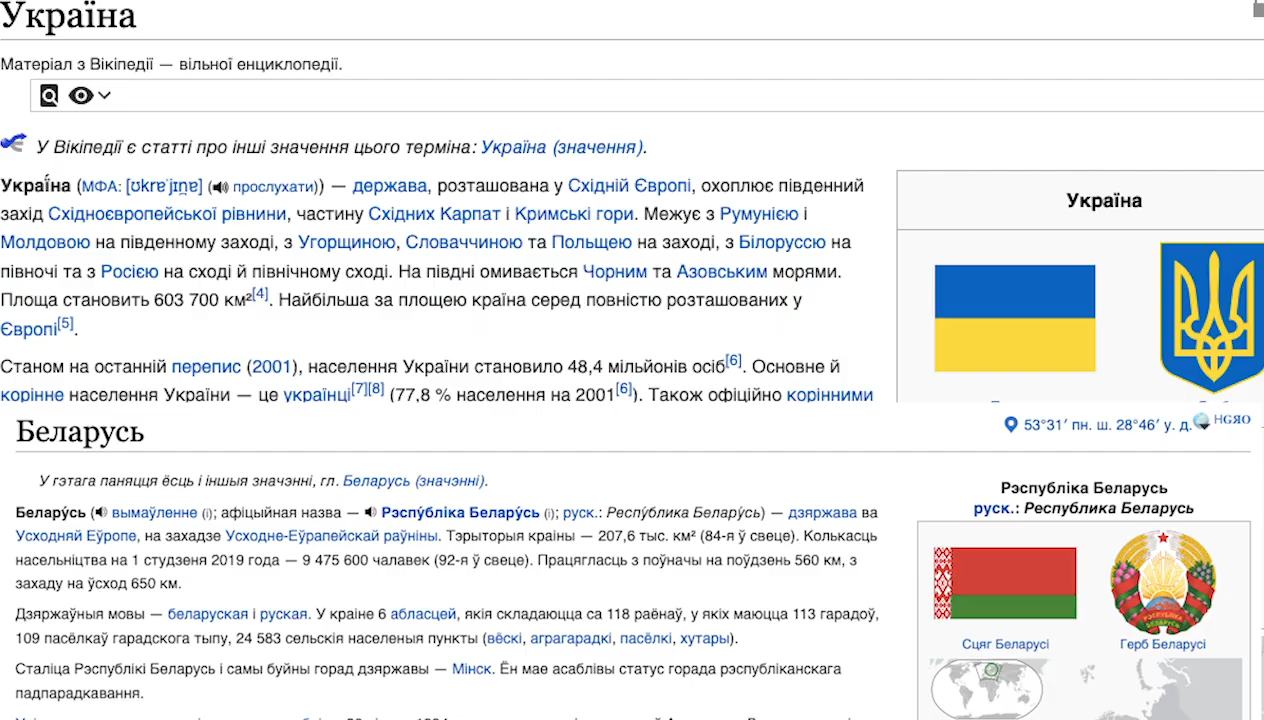 Україна
Матеріал з Вікіпедії — вільної енциклопедії.
У Вікіпедії є статті про інші значення цього терміна: Україна (значення).
Украї́на (МФА: [ʊkrɐˈjinɐ] (прослухати)) — держава, розташована у Східній Європі, охоплює південний
захід Східноєвропейської рівнини, частину Східних Карпат і Кримські гори. Межує з Румунією і
Молдовою на південному заході, з Угорщиною, Словаччиною та Польщею на заході, з Білоруссю на
півночі та з Росією на сході й північному сході. На півдні омивається Чорним та Азовським морями.
Площа становить 603 700 км²[4]. Найбільша за площею країна серед повністю розташованих у
Європі[5].
Станом на останній перепис (2001), населення України становило 48,4 мільйонів осіб[6]. Основне й
корінне населення України — це українці[7][8] (77,8 % населення на 2001[6]). Також офіційно корінними
Україна
Беларусь
53°31′ пн. ш. 28°46′ у. д.
HGЯO
У гэтага паняцця ёсць і іншыя значэнні, гл. Беларусь (значэнні).
Белару́сь (вымаўленне (i); афіцыйная назва — Рэспу́бліка Белару́сь (i); руск.: Респу́блика Белару́сь) — дзяржава ва
Усходняй Еўропе, на захадзе Усходне-Еўрапейскай раўніны. Тэрыторыя краіны — 207,6 тыс. км² (84-я ў свеце). Колькасць
насельніцтва на 1 студзеня 2019 года — 9 475 600 чалавек (92-я ў свеце). Працягласць з поўначы на поўдзень 560 км, з
захаду на ўсход 650 км.
Дзяржаўныя мовы — беларуская і руская. У краіне 6 абласцей, якія складаюцца са 118 раёнаў, у якіх маюцца 113 гарадоў,
109 пасёлкаў гарадскога тыпу, 24 583 сельскія населеныя пункты (вёскі, аграгарадкі, пасёлкі, хутары).
Сталіца Рэспублікі Беларусь і самы буйны горад дзяржавы — Мінск. Ён мае асаблівы статус горада рэспубліканскага
падпарадкавання.
Рэспубліка Беларусь
руск.: Республика Беларусь
Сцяг Беларусі
Герб Беларусі